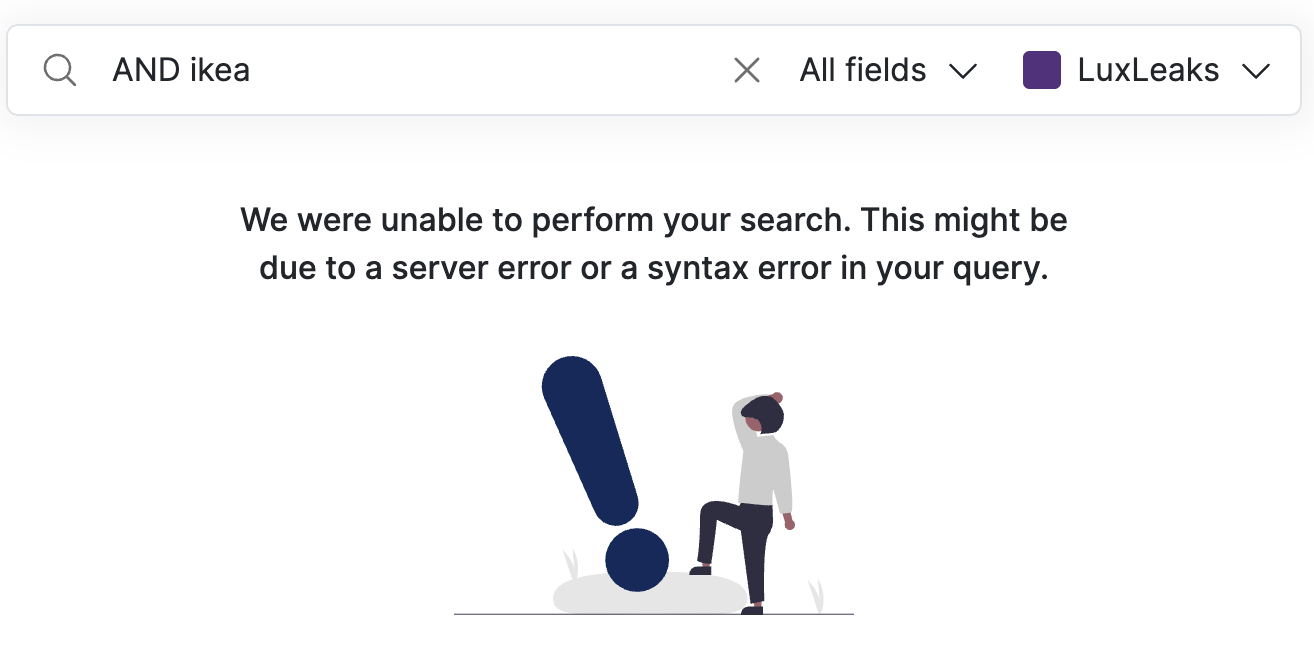 AND ikea All fields LuxLeaks
We were unable to perform your search. This might be
due to a server error or a syntax error in your query.